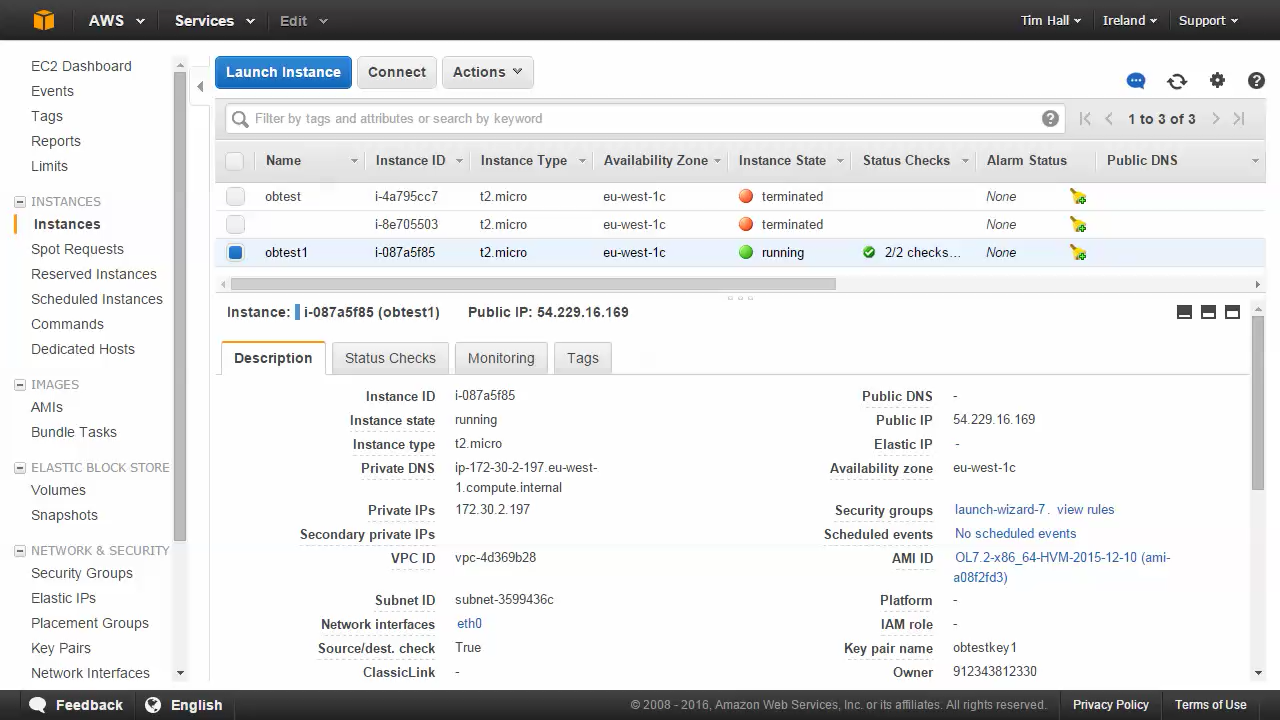 AWS Services Edit Tim Hall Ireland Support
EC2 Dashboard
Events
Tags
Reports
Limits
INSTANCES
Instances
Spot Requests
Reserved Instances
Scheduled Instances
Commands
Dedicated Hosts
IMAGES
AMIs
Bundle Tasks
ELASTIC BLOCK STORE
Volumes
Snapshots
NETWORK & SECURITY
Security Groups
Elastic IPs
Placement Groups
Key Pairs
Network Interfaces
Launch Instance Connect Actions
Filter by tags and attributes or search by keyword 1 to 3 of 3
Name Instance ID Instance Type Availability Zone Instance State Status Checks Alarm Status Public DNS
obtest i-4a795cc7 t2.micro eu-west-1c terminated None
i-8e705503 t2.micro eu-west-1c terminated None
obtest1 i-087a5f85 t2.micro eu-west-1c running 2/2 checks... None
Instance: i-087a5f85 (obtest1) Public IP: 54.229.16.169
Description Status Checks Monitoring Tags
Instance ID i-087a5f85
Instance state running
Instance type t2.micro
Private DNS ip-172-30-2-197.eu-west-
1.compute.internal
Private IPs 172.30.2.197
Secondary private IPs
VPC ID vpc-4d369b28
Subnet ID subnet-3599436c
Network interfaces eth0
Source/dest. check True
ClassicLink -
Public DNS -
Public IP 54.229.16.169
Elastic IP -
Availability zone eu-west-1c
Security groups launch-wizard-7. view rules
Scheduled events No scheduled events
AMI ID OL7.2-x86_64-HVM-2015-12-10 (ami-
a08f2fd3)
Platform -
IAM role -
Key pair name obtestkey1
Owner 912343812330
Feedback English © 2008 - 2016, Amazon Web Services, Inc. or its affiliates. All rights reserved. Privacy Policy Terms of Use